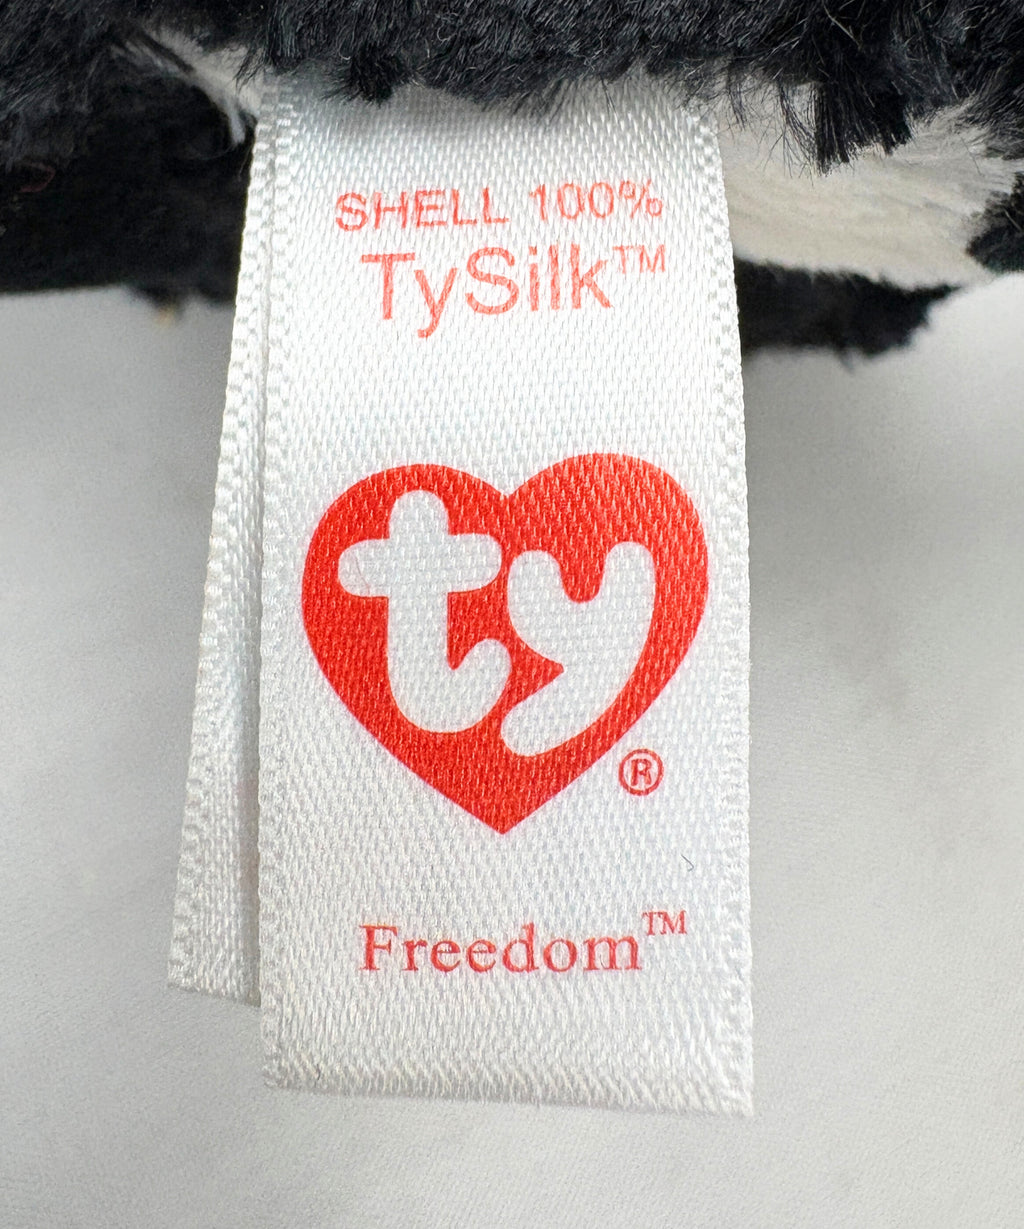 SHELL 100%
TySilk™
ty
®
Freedom™